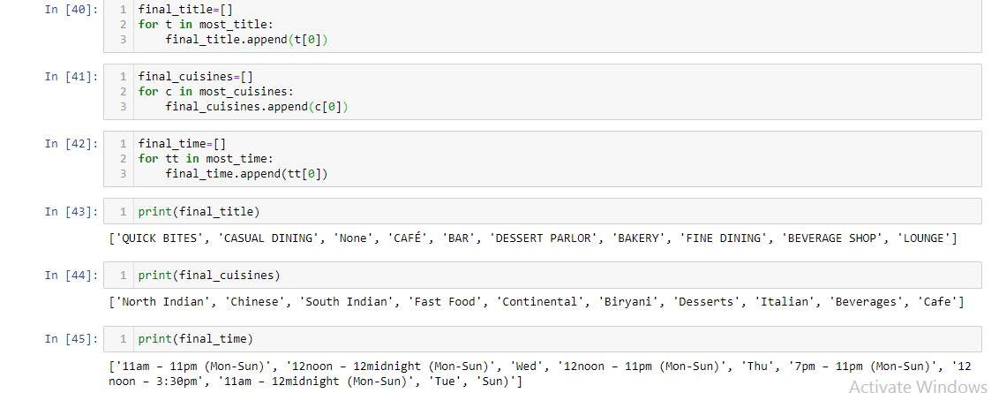 In [40]:
1 final_title=[]
2 for t in most_title:
3     final_title.append(t[0])
In [41]:
1 final_cuisines=[]
2 for c in most_cuisines:
3     final_cuisines.append(c[0])
In [42]:
1 final_time=[]
2 for tt in most_time:
3     final_time.append(tt[0])
In [43]:
1 print(final_title)
['QUICK BITES', 'CASUAL DINING', 'None', 'CAFÉ', 'BAR', 'DESSERT PARLOR', 'BAKERY', 'FINE DINING', 'BEVERAGE SHOP', 'LOUNGE']
In [44]:
1 print(final_cuisines)
['North Indian', 'Chinese', 'South Indian', 'Fast Food', 'Continental', 'Biryani', 'Desserts', 'Italian', 'Beverages', 'Cafe']
In [45]:
1 print(final_time)
['11am – 11pm (Mon-Sun)', '12noon – 12midnight (Mon-Sun)', 'Wed', '12noon – 11pm (Mon-Sun)', 'Thu', '7pm – 11pm (Mon-Sun)', '12
noon – 3:30pm', '11am – 12midnight (Mon-Sun)', 'Tue', 'Sun)']
Activate Windows